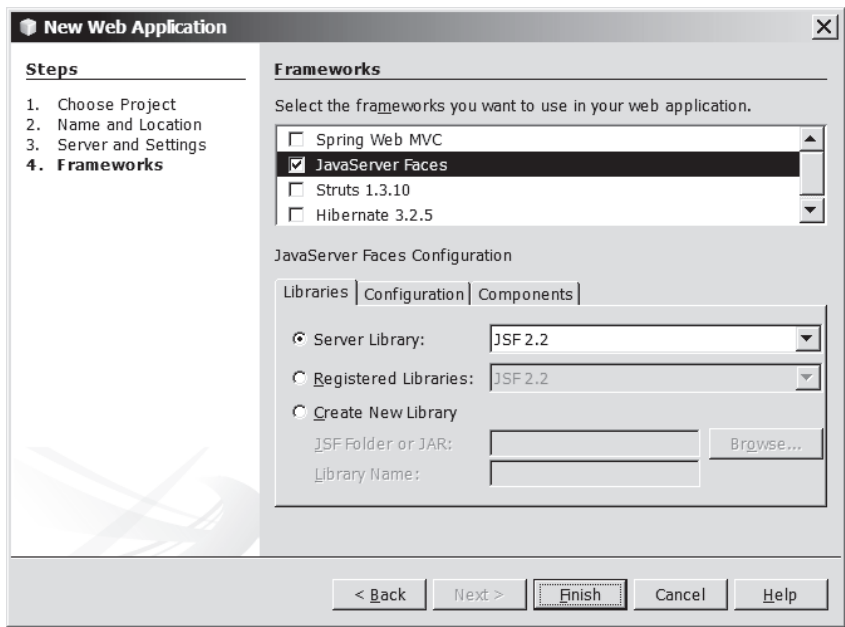 New Web Application
Steps
1. Choose Project
2. Name and Location
3. Server and Settings
4. Frameworks
Frameworks
Select the frameworks you want to use in your web application.
Spring Web MVC
JavaServer Faces
Struts 1.3.10
Hibernate 3.2.5
JavaServer Faces Configuration
Libraries Configuration Components
Server Library: JSF 2.2
Registered Libraries: JSF 2.2
Create New Library
JSF Folder or JAR: Browse...
Library Name:
< Back Next > Finish Cancel Help